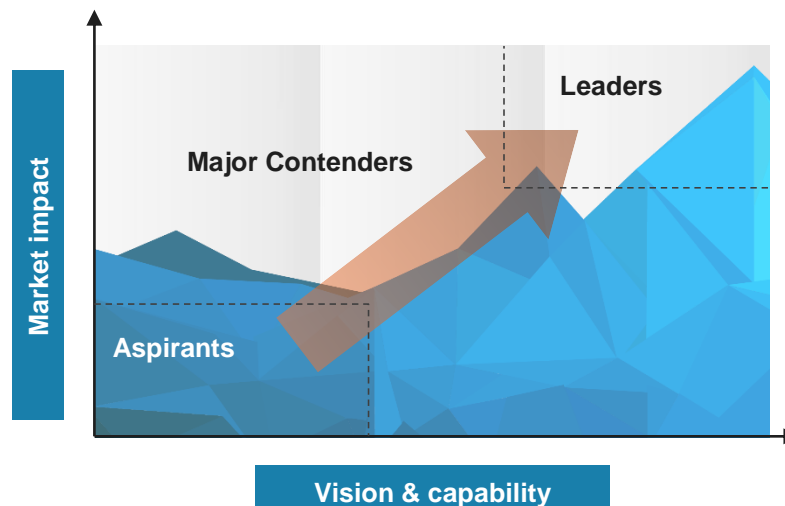 Leaders
Major Contenders
Market impact
Aspirants
Vision & capability